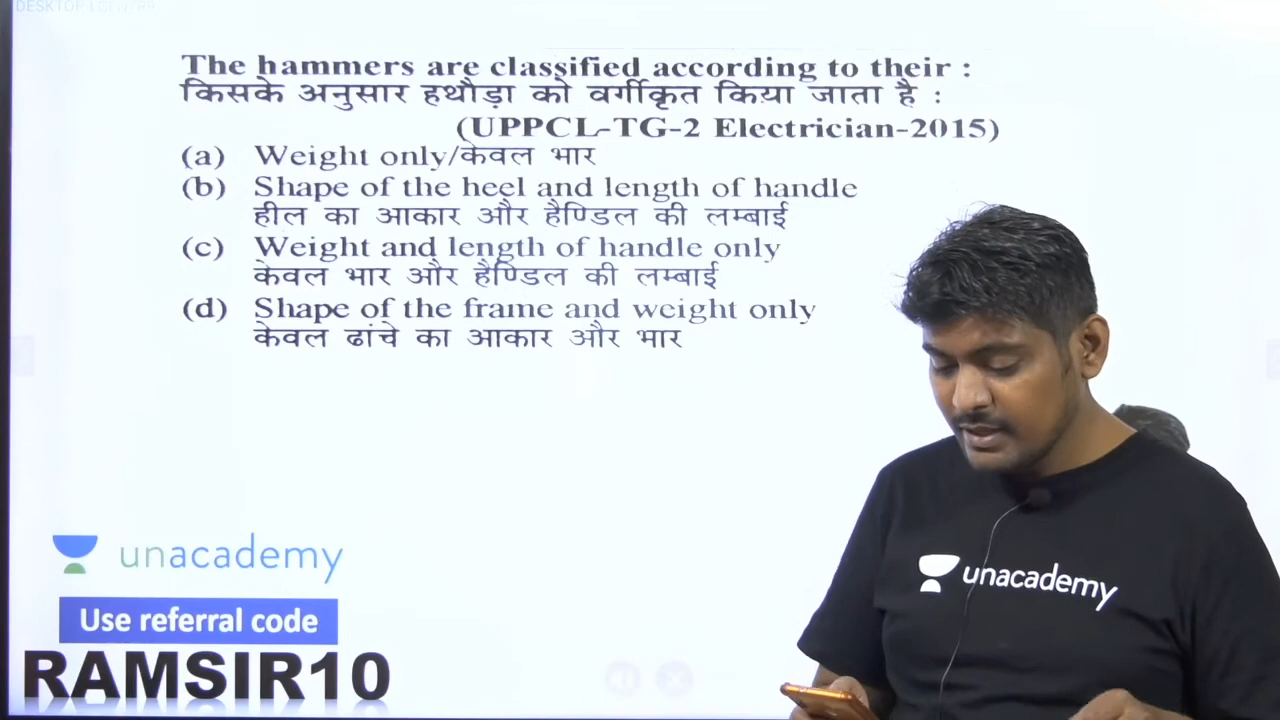 The hammers are classified according to their :
किसके अनुसार हथौड़ा को वर्गीकृत किया जाता है :
(UPPCL-TG-2 Electrician-2015)
(a) Weight only/केवल भार
(b) Shape of the heel and length of handle
हील का आकार और हैण्डिल की लम्बाई
(c) Weight and length of handle only
केवल भार और हैण्डिल की लम्बाई
(d) Shape of the frame and weight only
केवल ढांचे का आकार और भार
unacademy
Use referral code
RAMSIR10
unacademy